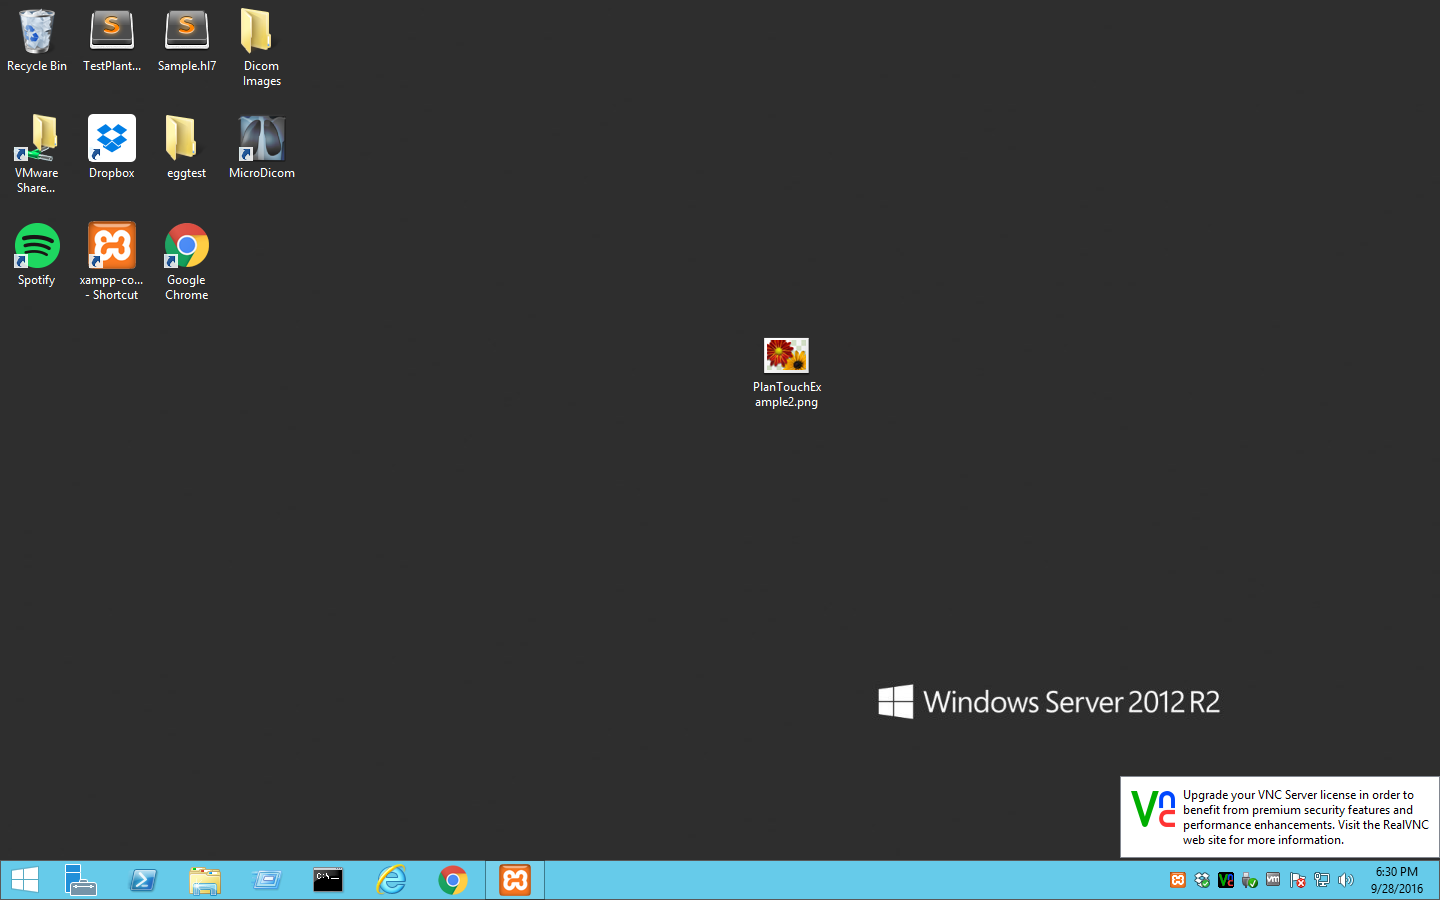 Recycle Bin
TestPlant...
Sample.hl7
Dicom
Images
VMware
Share...
Dropbox
eggtest
MicroDicom
Spotify
xampp-co...
- Shortcut
Google
Chrome
PlanTouchEx
ample2.png
Windows Server 2012 R2
Upgrade your VNC Server license in order to
benefit from premium security features and
performance enhancements. Visit the RealVNC
web site for more information.
6:30 PM
9/28/2016